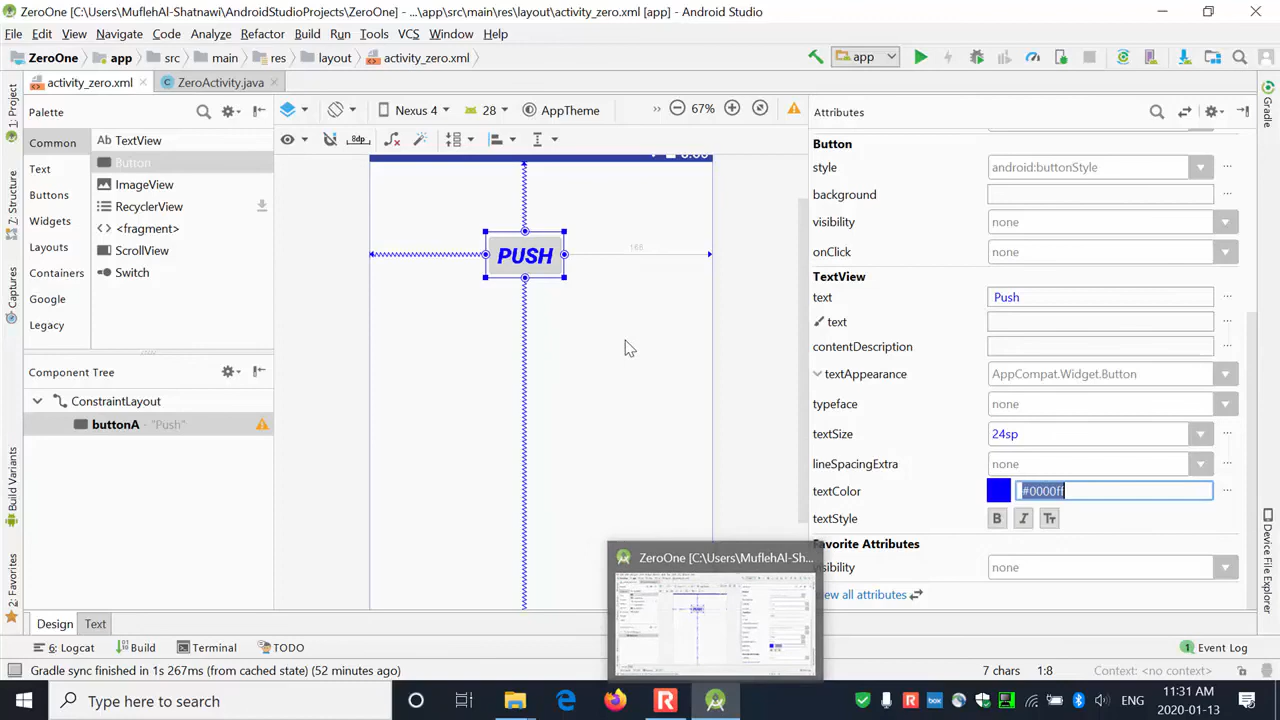 ZeroOne [C:\Users\MuflehAl-Shatnawi\AndroidStudioProjects\ZeroOne] - ...\app\src\main\res\layout\activity_zero.xml [app] - Android Studio
File Edit View Navigate Code Analyze Refactor Build Run Tools VCS Window Help
ZeroOne app src main res layout activity_zero.xml app
activity_zero.xml ZeroActivity.java
Palette Nexus 4 28 AppTheme 67% Attributes
Common
Text
Buttons
Widgets
Layouts
Containers
Google
Legacy
Ab TextView
Button
ImageView
RecyclerView
<fragment>
ScrollView
Switch
8dp
Component Tree
ConstraintLayout
buttonA - "Push"
PUSH
168
Button
style android:buttonStyle
background
visibility none
onClick none
TextView
text Push
text
contentDescription
textAppearance AppCompat.Widget.Button
typeface none
textSize 24sp
lineSpacingExtra none
textColor #0000ff
textStyle B I Tт
Favorite Attributes
visibility none
View all attributes
1: Project
7: Structure
Captures
Build Variants
2: Favorites
Gradle
Device File Explorer
ZeroOne [C:\Users\MuflehAl-Sh...
Design Text
Build Terminal TODO Event Log
Gradle sync finished in 1s 267ms (from cached state) (52 minutes ago) 7 chars 1:8 Context: <no context>
Type here to search
ENG
11:31 AM
2020-01-13